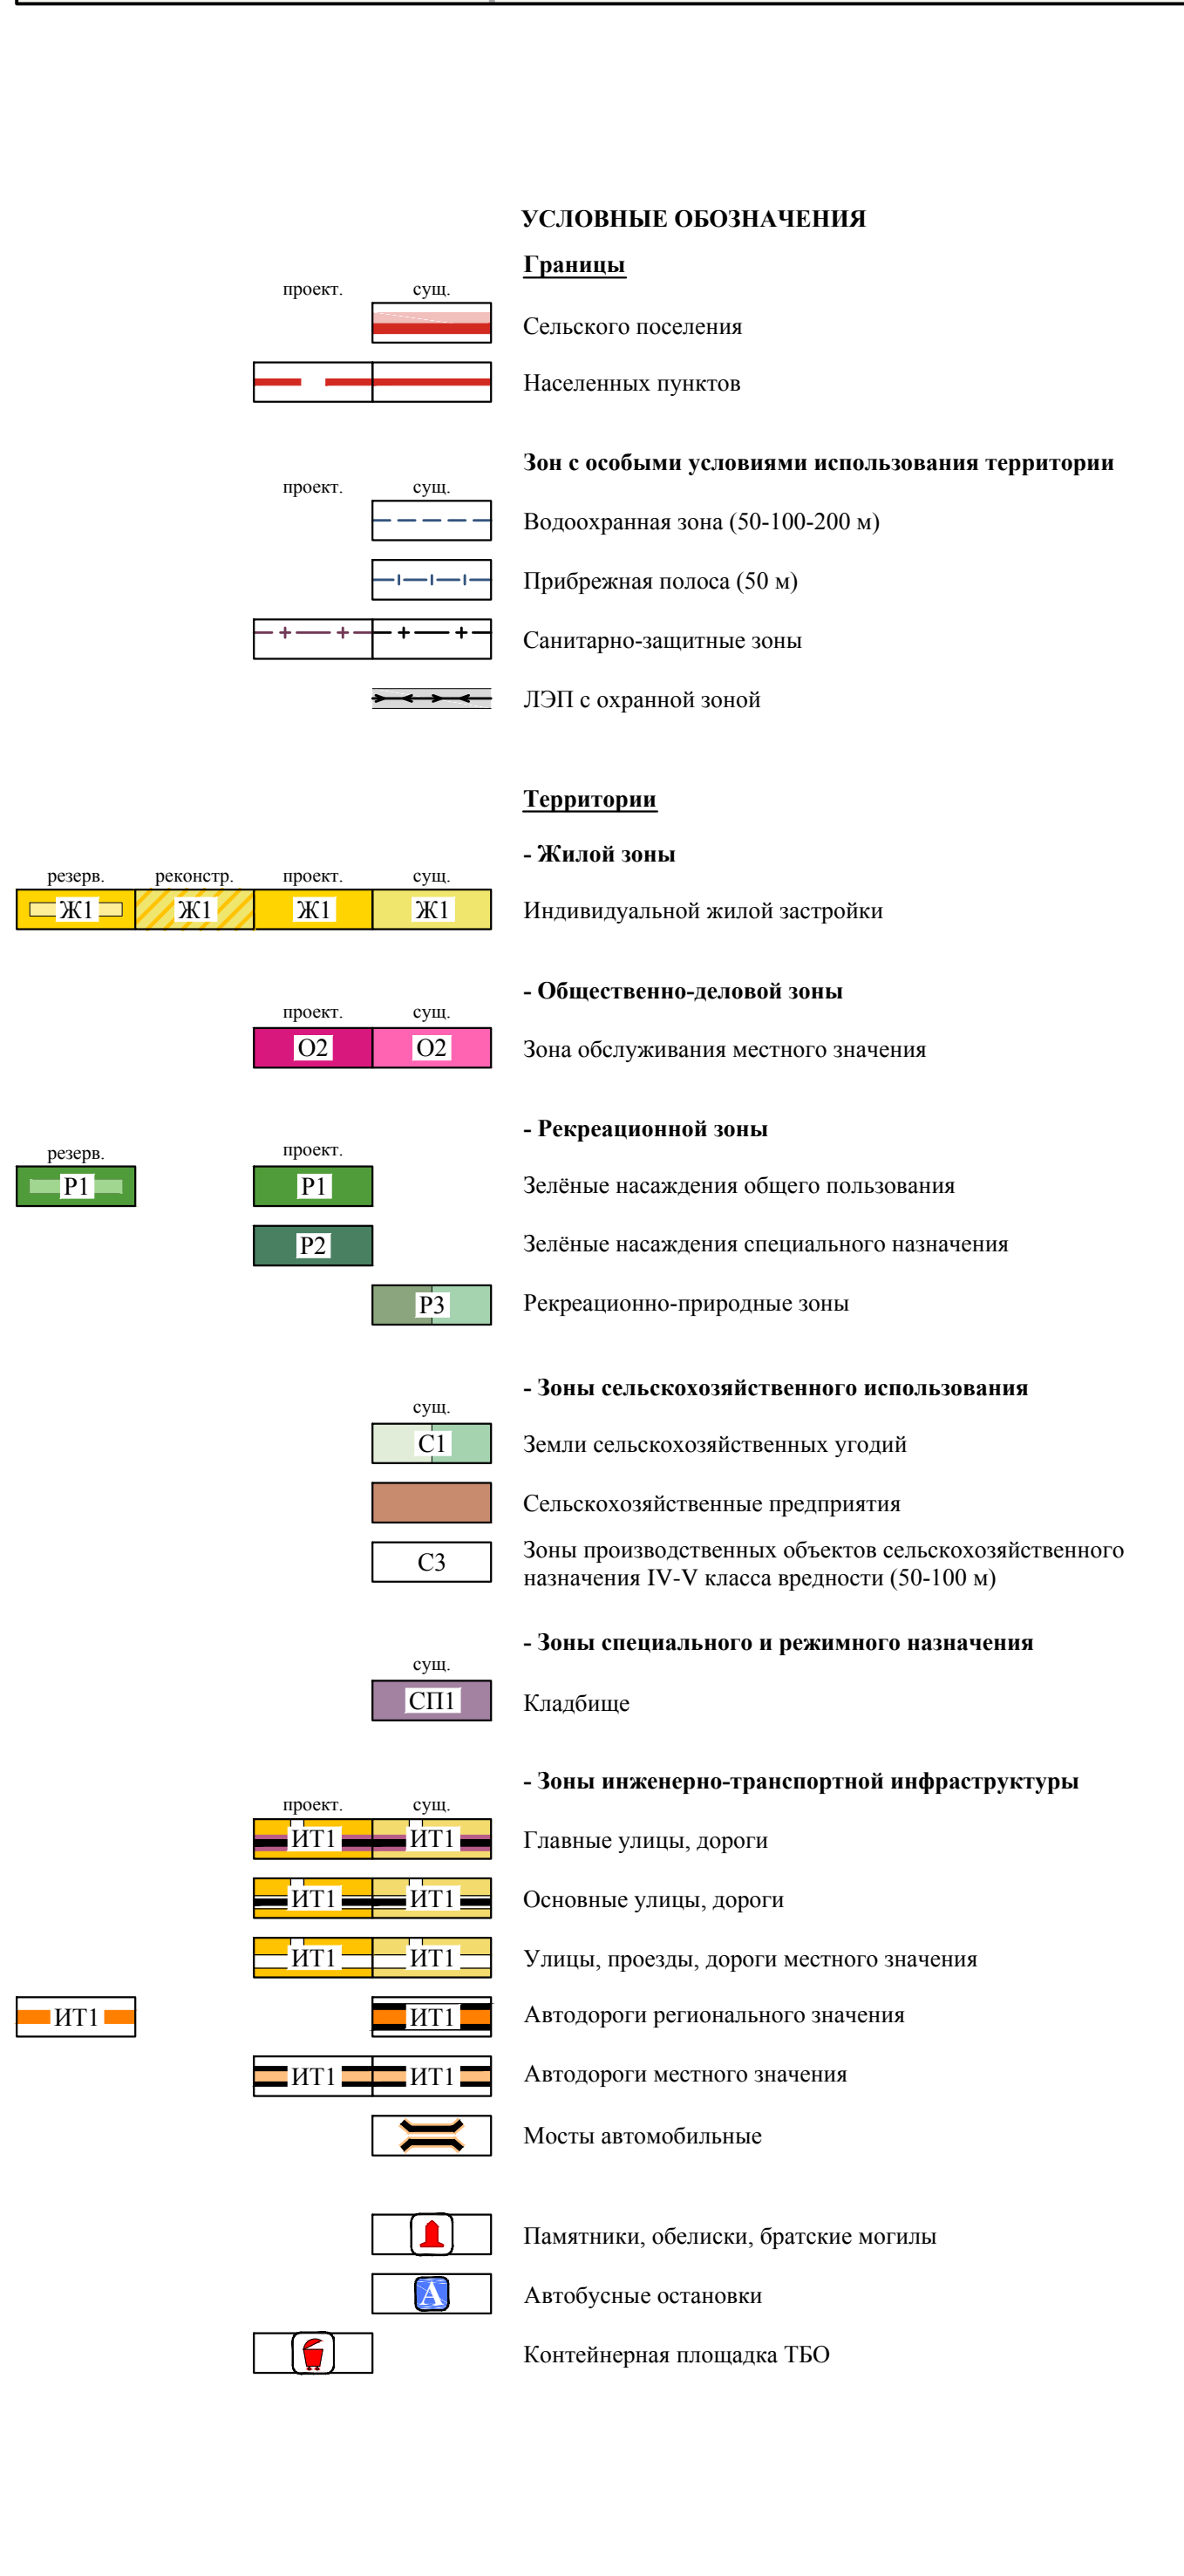 УСЛОВНЫЕ ОБОЗНАЧЕНИЯ
Границы
проект. сущ.
Сельского поселения
Населенных пунктов
Зон с особыми условиями использования территории
проект. сущ.
Водоохранная зона (50-100-200 м)
Прибрежная полоса (50 м)
Санитарно-защитные зоны
ЛЭП с охранной зоной
Территории
- Жилой зоны
резерв. реконстр. проект. сущ.
Ж1 Ж1 Ж1 Ж1 Индивидуальной жилой застройки
- Общественно-деловой зоны
проект. сущ.
О2 О2 Зона обслуживания местного значения
- Рекреационной зоны
резерв. проект.
Р1 Р1 Зелёные насаждения общего пользования
Р2 Зелёные насаждения специального назначения
Р3 Рекреационно-природные зоны
- Зоны сельскохозяйственного использования
сущ.
С1 Земли сельскохозяйственных угодий
Сельскохозяйственные предприятия
С3 Зоны производственных объектов сельскохозяйственного
назначения IV-V класса вредности (50-100 м)
- Зоны специального и режимного назначения
сущ.
СП1 Кладбище
- Зоны инженерно-транспортной инфраструктуры
проект. сущ.
ИТ1 ИТ1 Главные улицы, дороги
ИТ1 ИТ1 Основные улицы, дороги
ИТ1 ИТ1 Улицы, проезды, дороги местного значения
ИТ1 ИТ1 Автодороги регионального значения
ИТ1 ИТ1 Автодороги местного значения
Мосты автомобильные
Памятники, обелиски, братские могилы
А Автобусные остановки
Контейнерная площадка ТБО